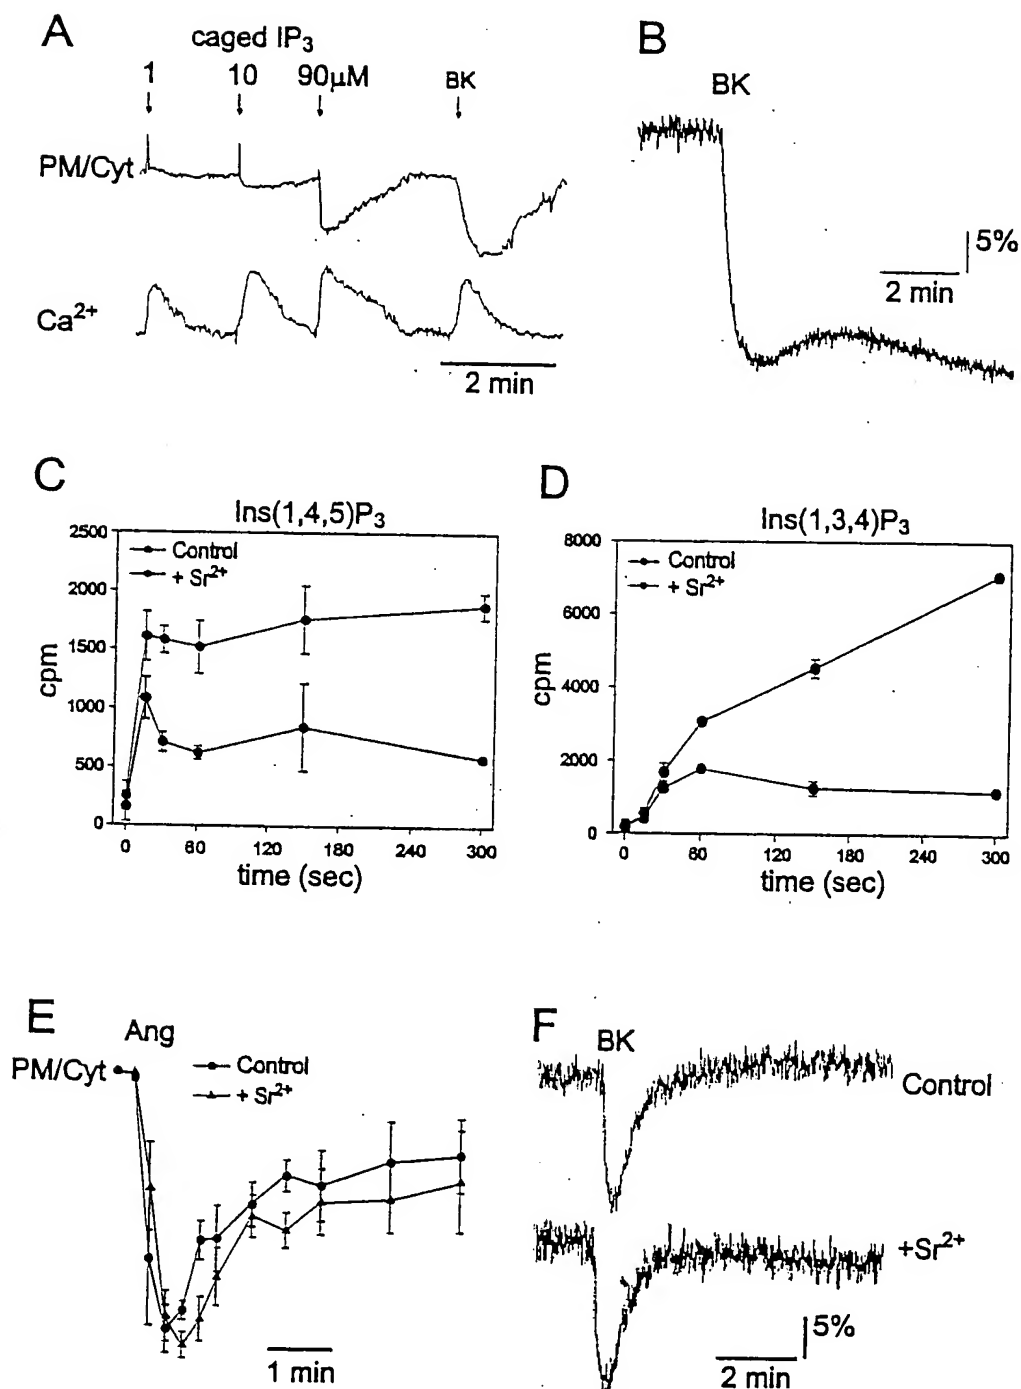 A
caged IP3
1 10 90µM BK
PM/Cyt
Ca2+
2 min
B
BK
5%
2 min
C
Ins(1,4,5)P3
Control
+ Sr2+
2500
2000
1500
1000
500
0
cpm
0 60 120 180 240 300
time (sec)
D
Ins(1,3,4)P3
Control
+ Sr2+
8000
6000
4000
2000
0
cpm
0 60 120 180 240 300
time (sec)
E
Ang
PM/Cyt
Control
+ Sr2+
1 min
F
BK
Control
+Sr2+
5%
2 min